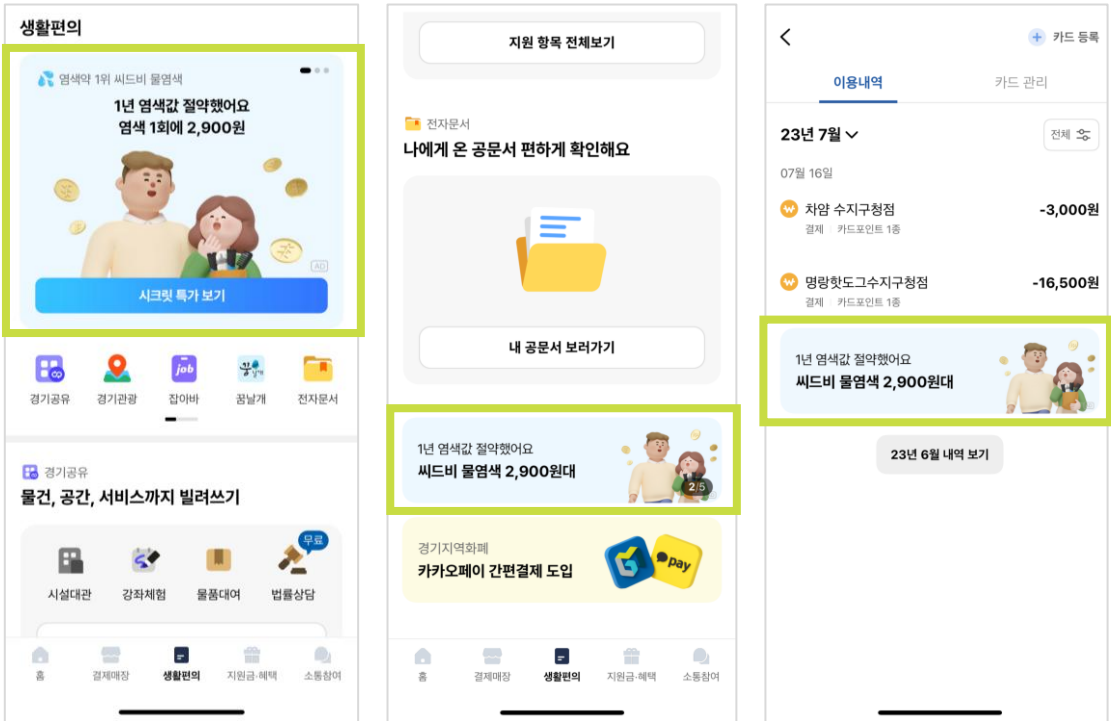 생활편의
염색약 1위 씨드비 물염색
1년 염색값 절약했어요
염색 1회에 2,900원
AD
시크릿 특가 보기
job
꿈날개
경기공유
경기관광
잡아바
꿈날개
전자문서
경기공유
물건, 공간, 서비스까지 빌려쓰기
무료
시설대관
강좌체험
물품대여
법률상담
홈
결제매장
생활편의
지원금·혜택
소통참여
지원 항목 전체보기
전자문서
나에게 온 공문서 편하게 확인해요
내 공문서 보러가기
1년 염색값 절약했어요
씨드비 물염색 2,900원대
2/5
경기지역화폐
카카오페이 간편결제 도입
pay
홈
결제매장
생활편의
지원금·혜택
소통참여
카드 등록
이용내역
카드 관리
23년 7월
전체
07월 16일
차얌 수지구청점
-3,000원
결제 카드포인트 1종
명랑핫도그수지구청점
-16,500원
결제 카드포인트 1종
1년 염색값 절약했어요
씨드비 물염색 2,900원대
23년 6월 내역 보기